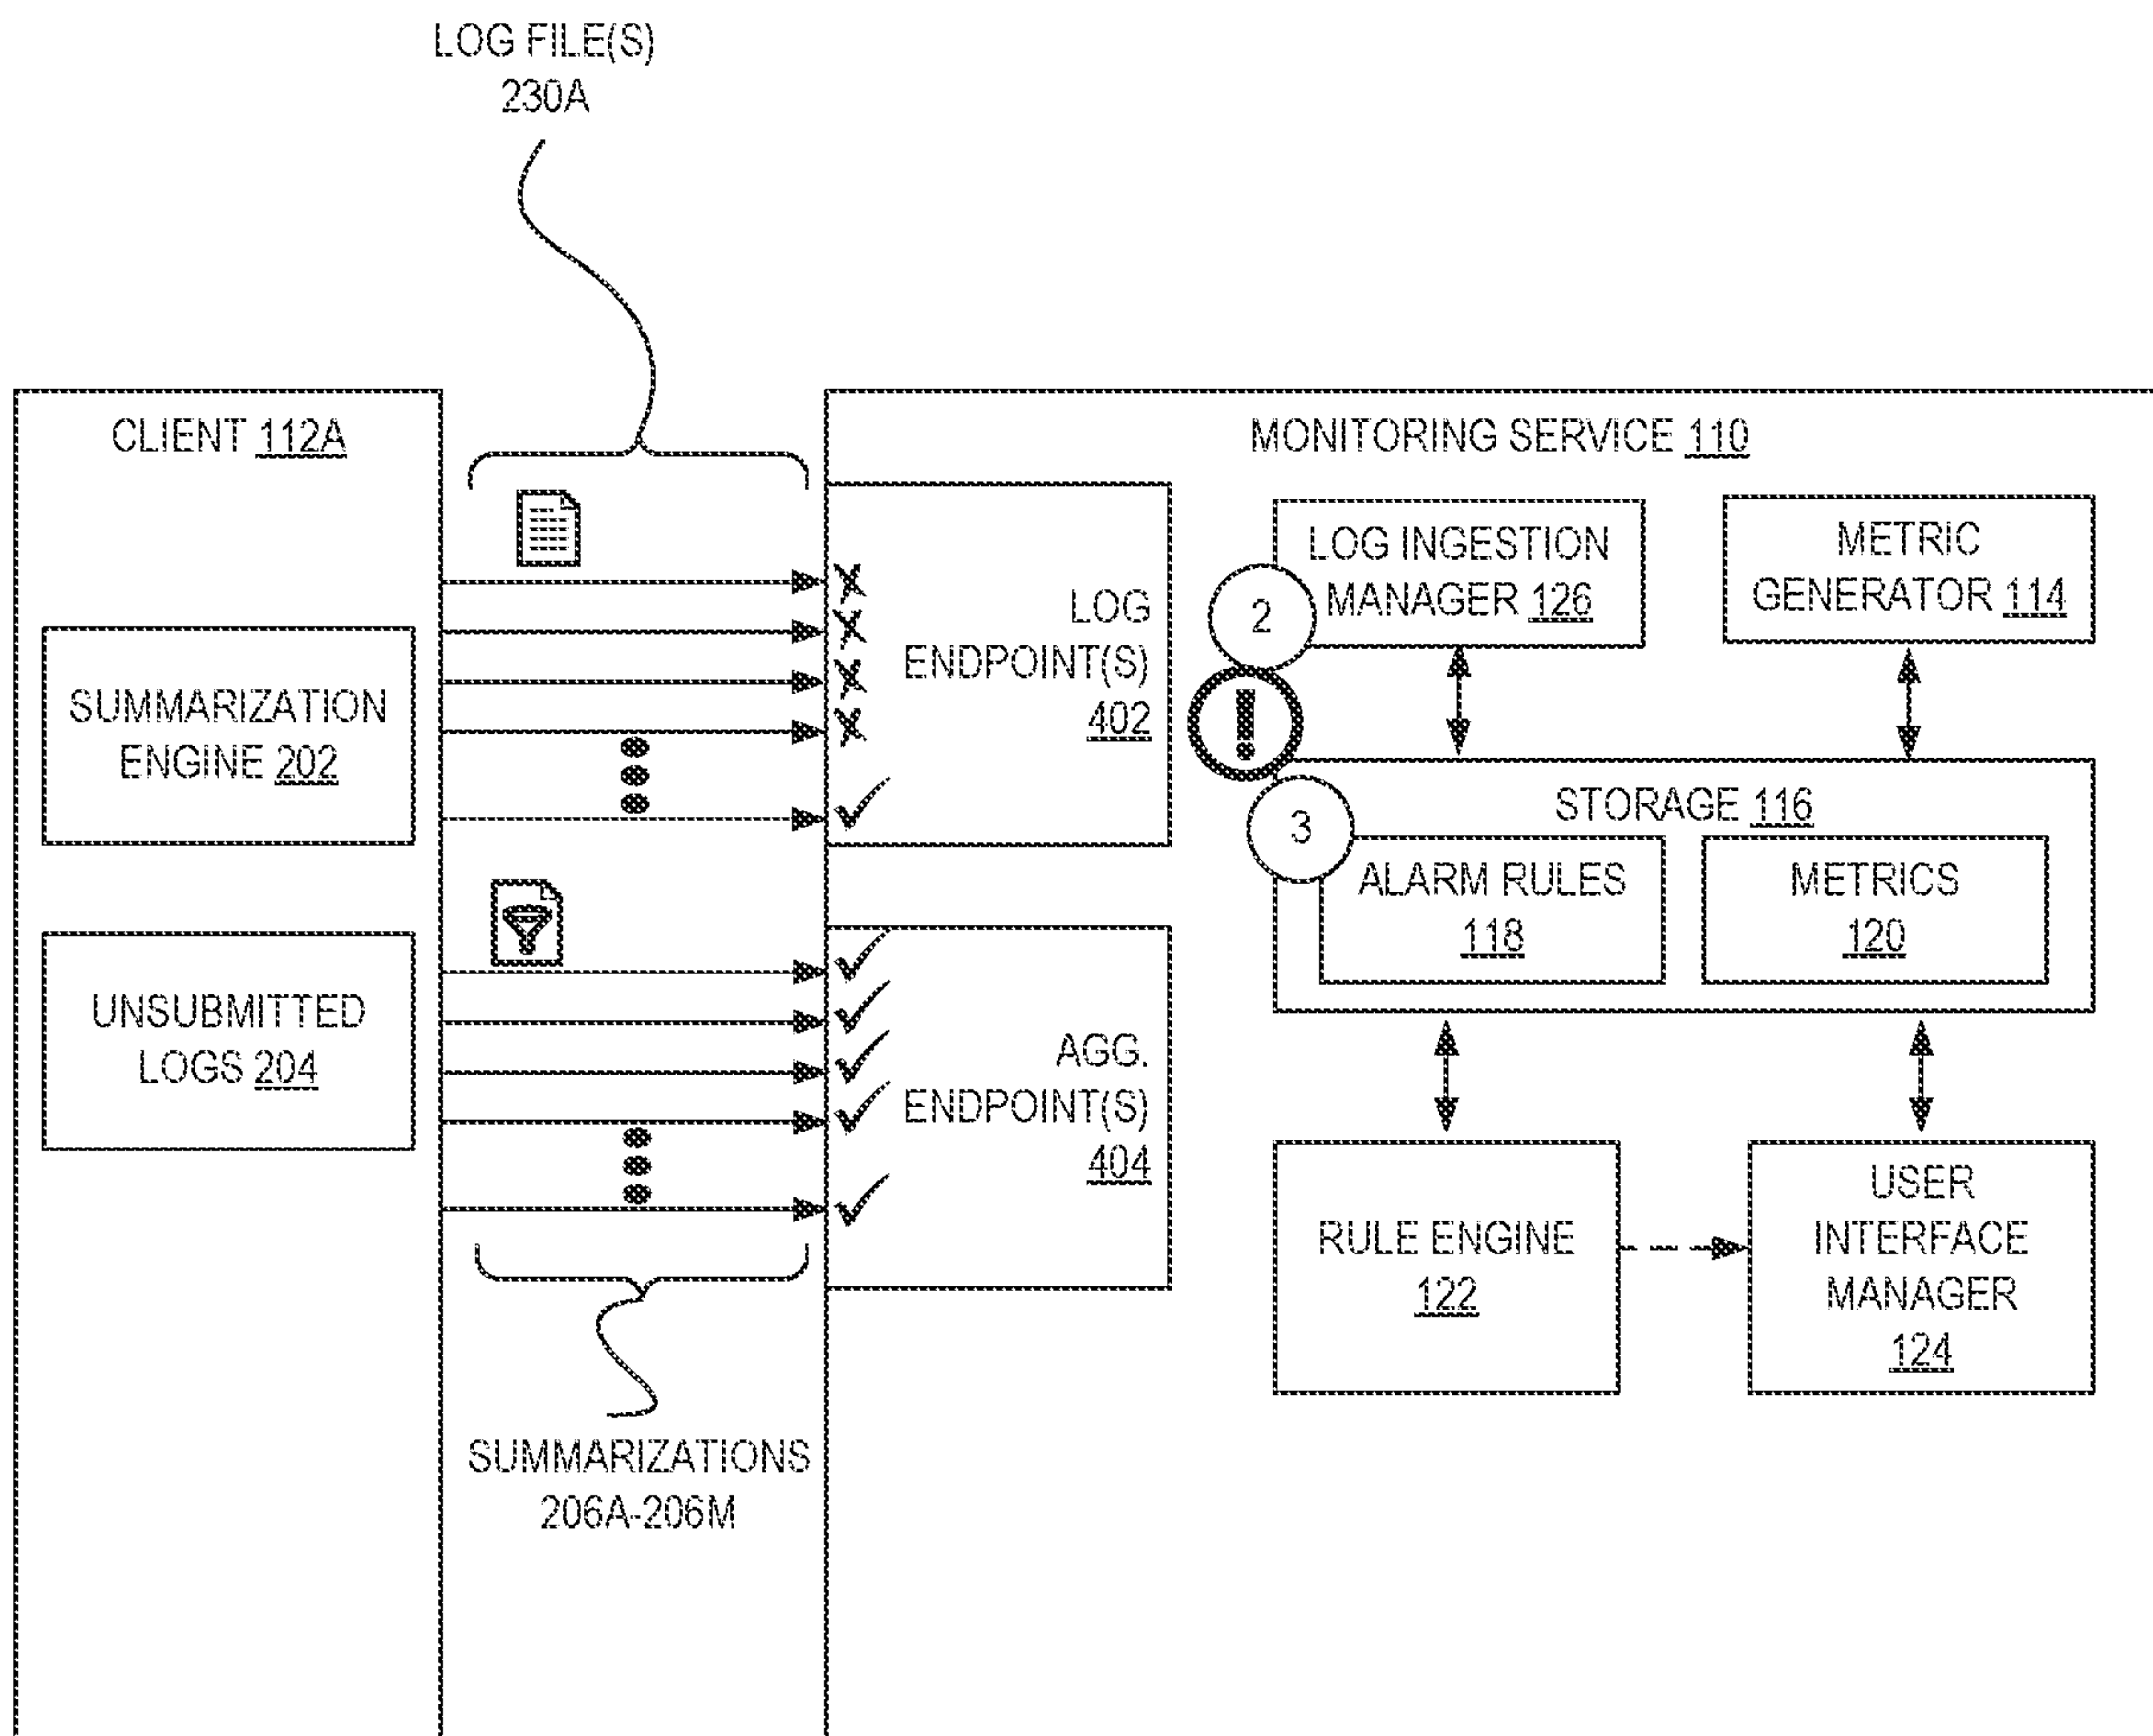 LOG FILE(S)
230A
CLIENT 112A
MONITORING SERVICE 110
LOG INGESTION
MANAGER 126
METRIC
GENERATOR 114
LOG
ENDPOINT(S)
402
2
!
SUMMARIZATION
ENGINE 202
STORAGE 116
3
ALARM RULES
118
METRICS
120
UNSUBMITTED
LOGS 204
AGG.
ENDPOINT(S)
404
RULE ENGINE
122
USER
INTERFACE
MANAGER
124
SUMMARIZATIONS
206A-206M